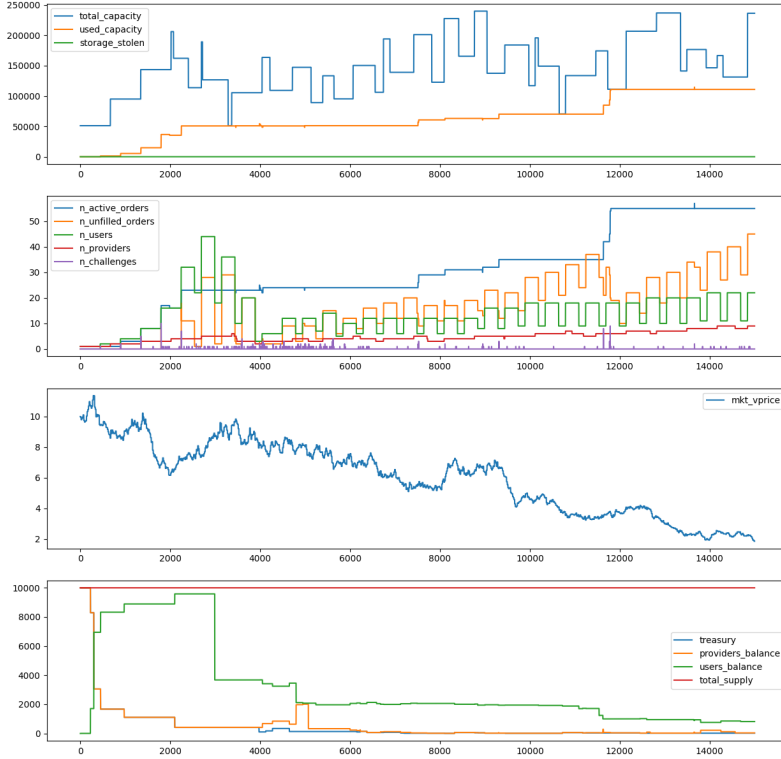 250000
200000
150000
100000
50000
0
total_capacity
used_capacity
storage_stolen
0 2000 4000 6000 8000 10000 12000 14000
50
40
30
20
10
0
n_active_orders
n_unfilled_orders
n_users
n_providers
n_challenges
0 2000 4000 6000 8000 10000 12000 14000
10
8
6
4
2
mkt_vprice
0 2000 4000 6000 8000 10000 12000 14000
10000
8000
6000
4000
2000
0
treasury
providers_balance
users_balance
total_supply
0 2000 4000 6000 8000 10000 12000 14000